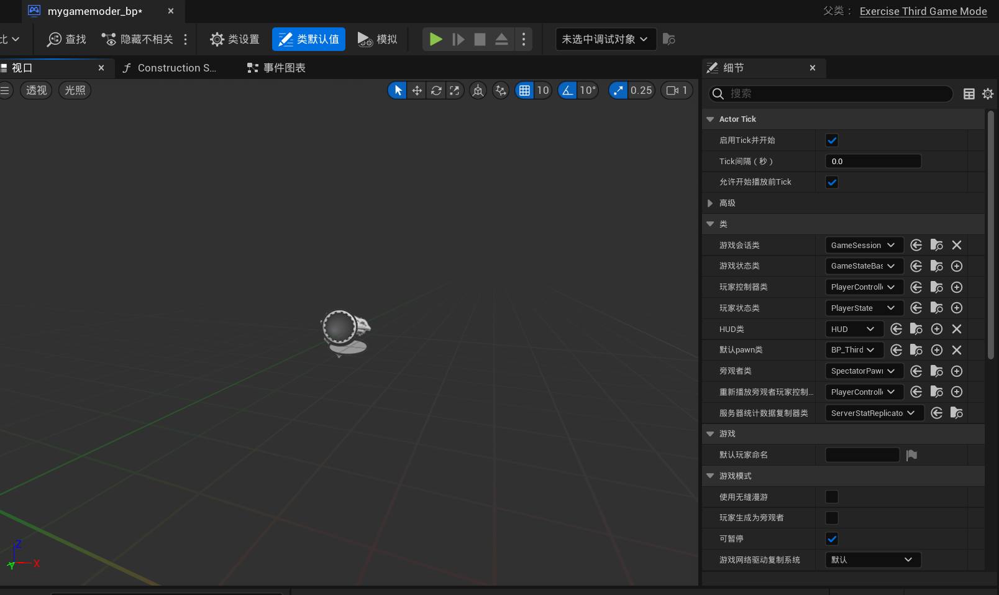 mygamemoder_bp*
父类： Exercise Third Game Mode
比
查找
隐藏不相关
类设置
类默认值
模拟
未选中调试对象
视口
Construction S...
事件图表
细节
透视
光照
10
10°
0.25
1
搜索
Actor Tick
启用Tick并开始
Tick间隔（秒） 0.0
允许开始播放前Tick
高级
类
游戏会话类 GameSession
游戏状态类 GameStateBas
玩家控制器类 PlayerControlle
玩家状态类 PlayerState
HUD类 HUD
默认pawn类 BP_Third
旁观者类 SpectatorPawn
重新播放旁观者玩家控制... PlayerControlle
服务器统计数据复制器类 ServerStatReplicato
游戏
默认玩家命名
游戏模式
使用无缝漫游
玩家生成为旁观者
可暂停
游戏网络驱动复制系统 默认
Z
X
Y